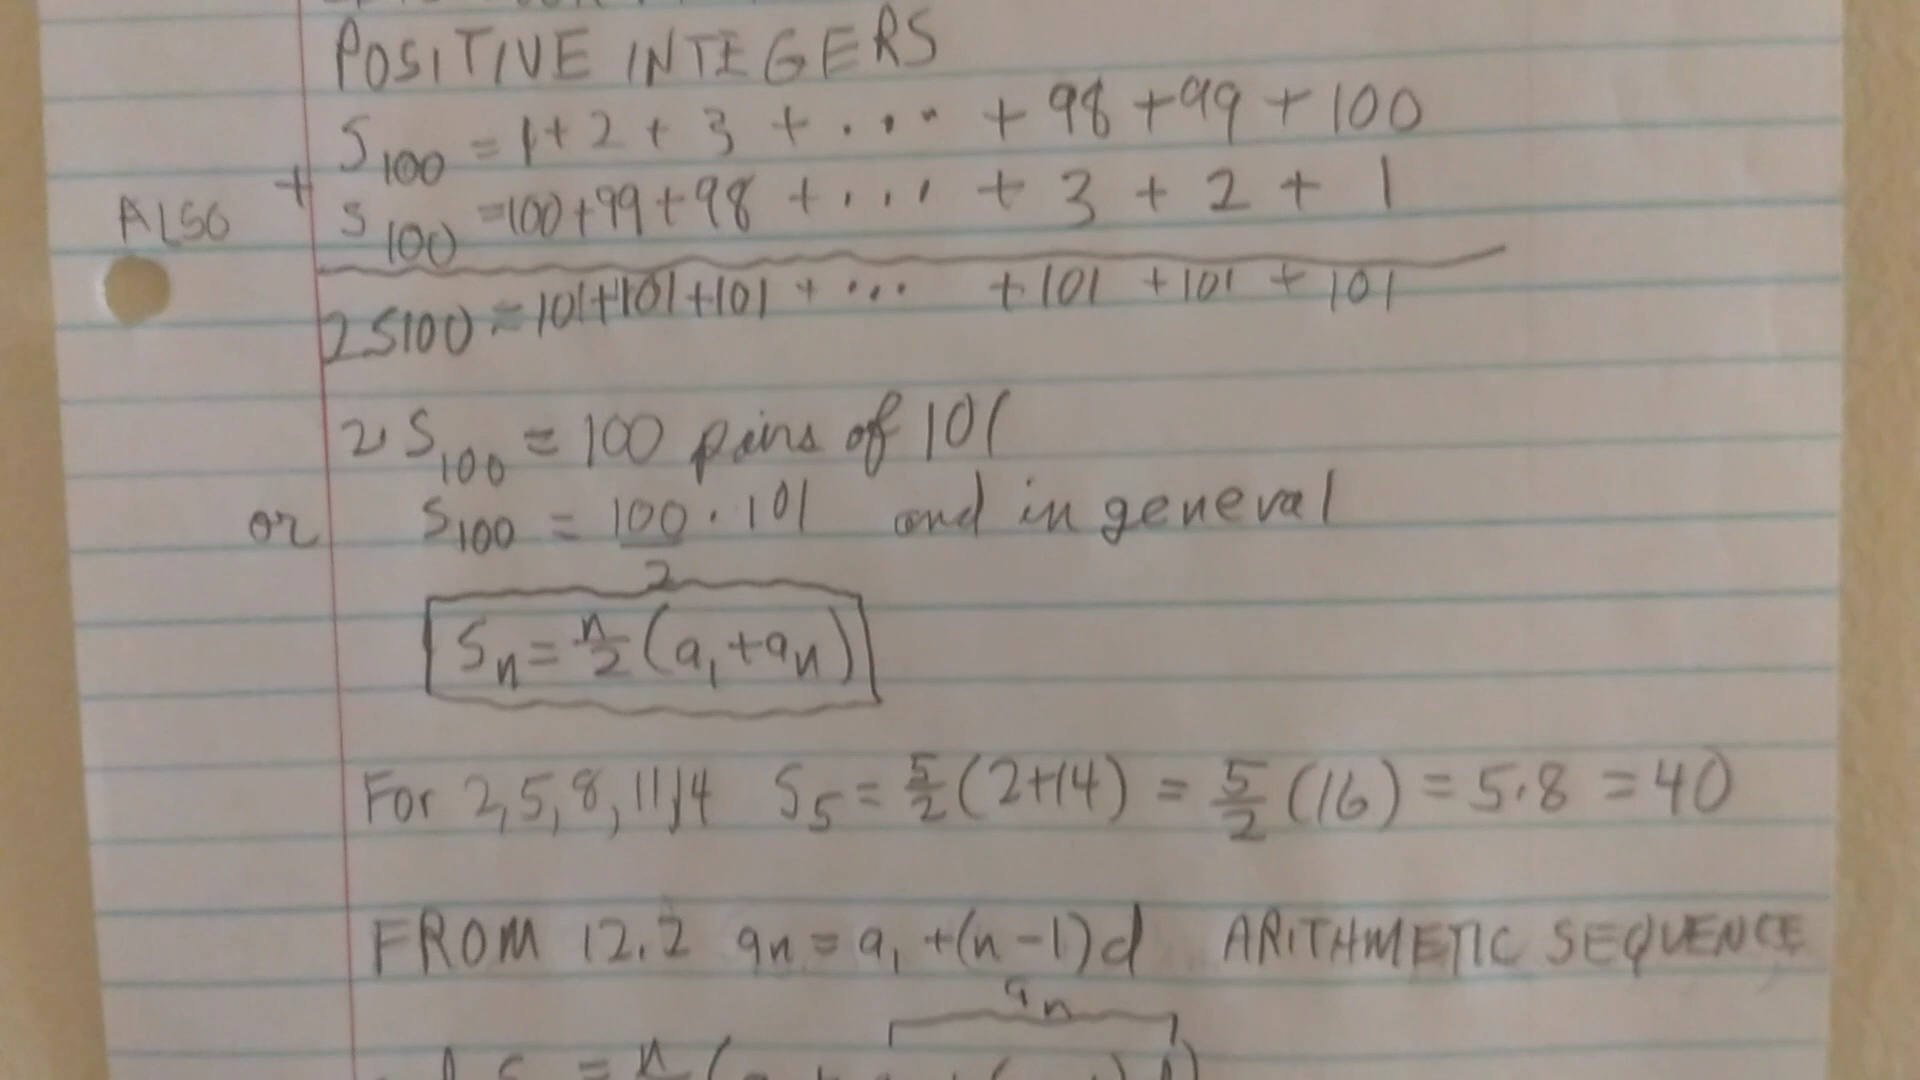 POSITIVE INTEGERS
S100 = 1 + 2 + 3 + ... + 98 + 99 + 100
ALSO + S100 = 100 + 99 + 98 + ... + 3 + 2 + 1
2S100 = 101 + 101 + 101 + ... + 101 + 101 + 101
2 S100 = 100 pairs of 101
or S100 = 100/2 · 101 and in general
Sn = n/2 (a1 + an)
For 2, 5, 8, 11, 14 S5 = 5/2 (2+14) = 5/2 (16) = 5·8 = 40
FROM 12.2 an = a1 + (n-1)d ARITHMETIC SEQUENCE
an